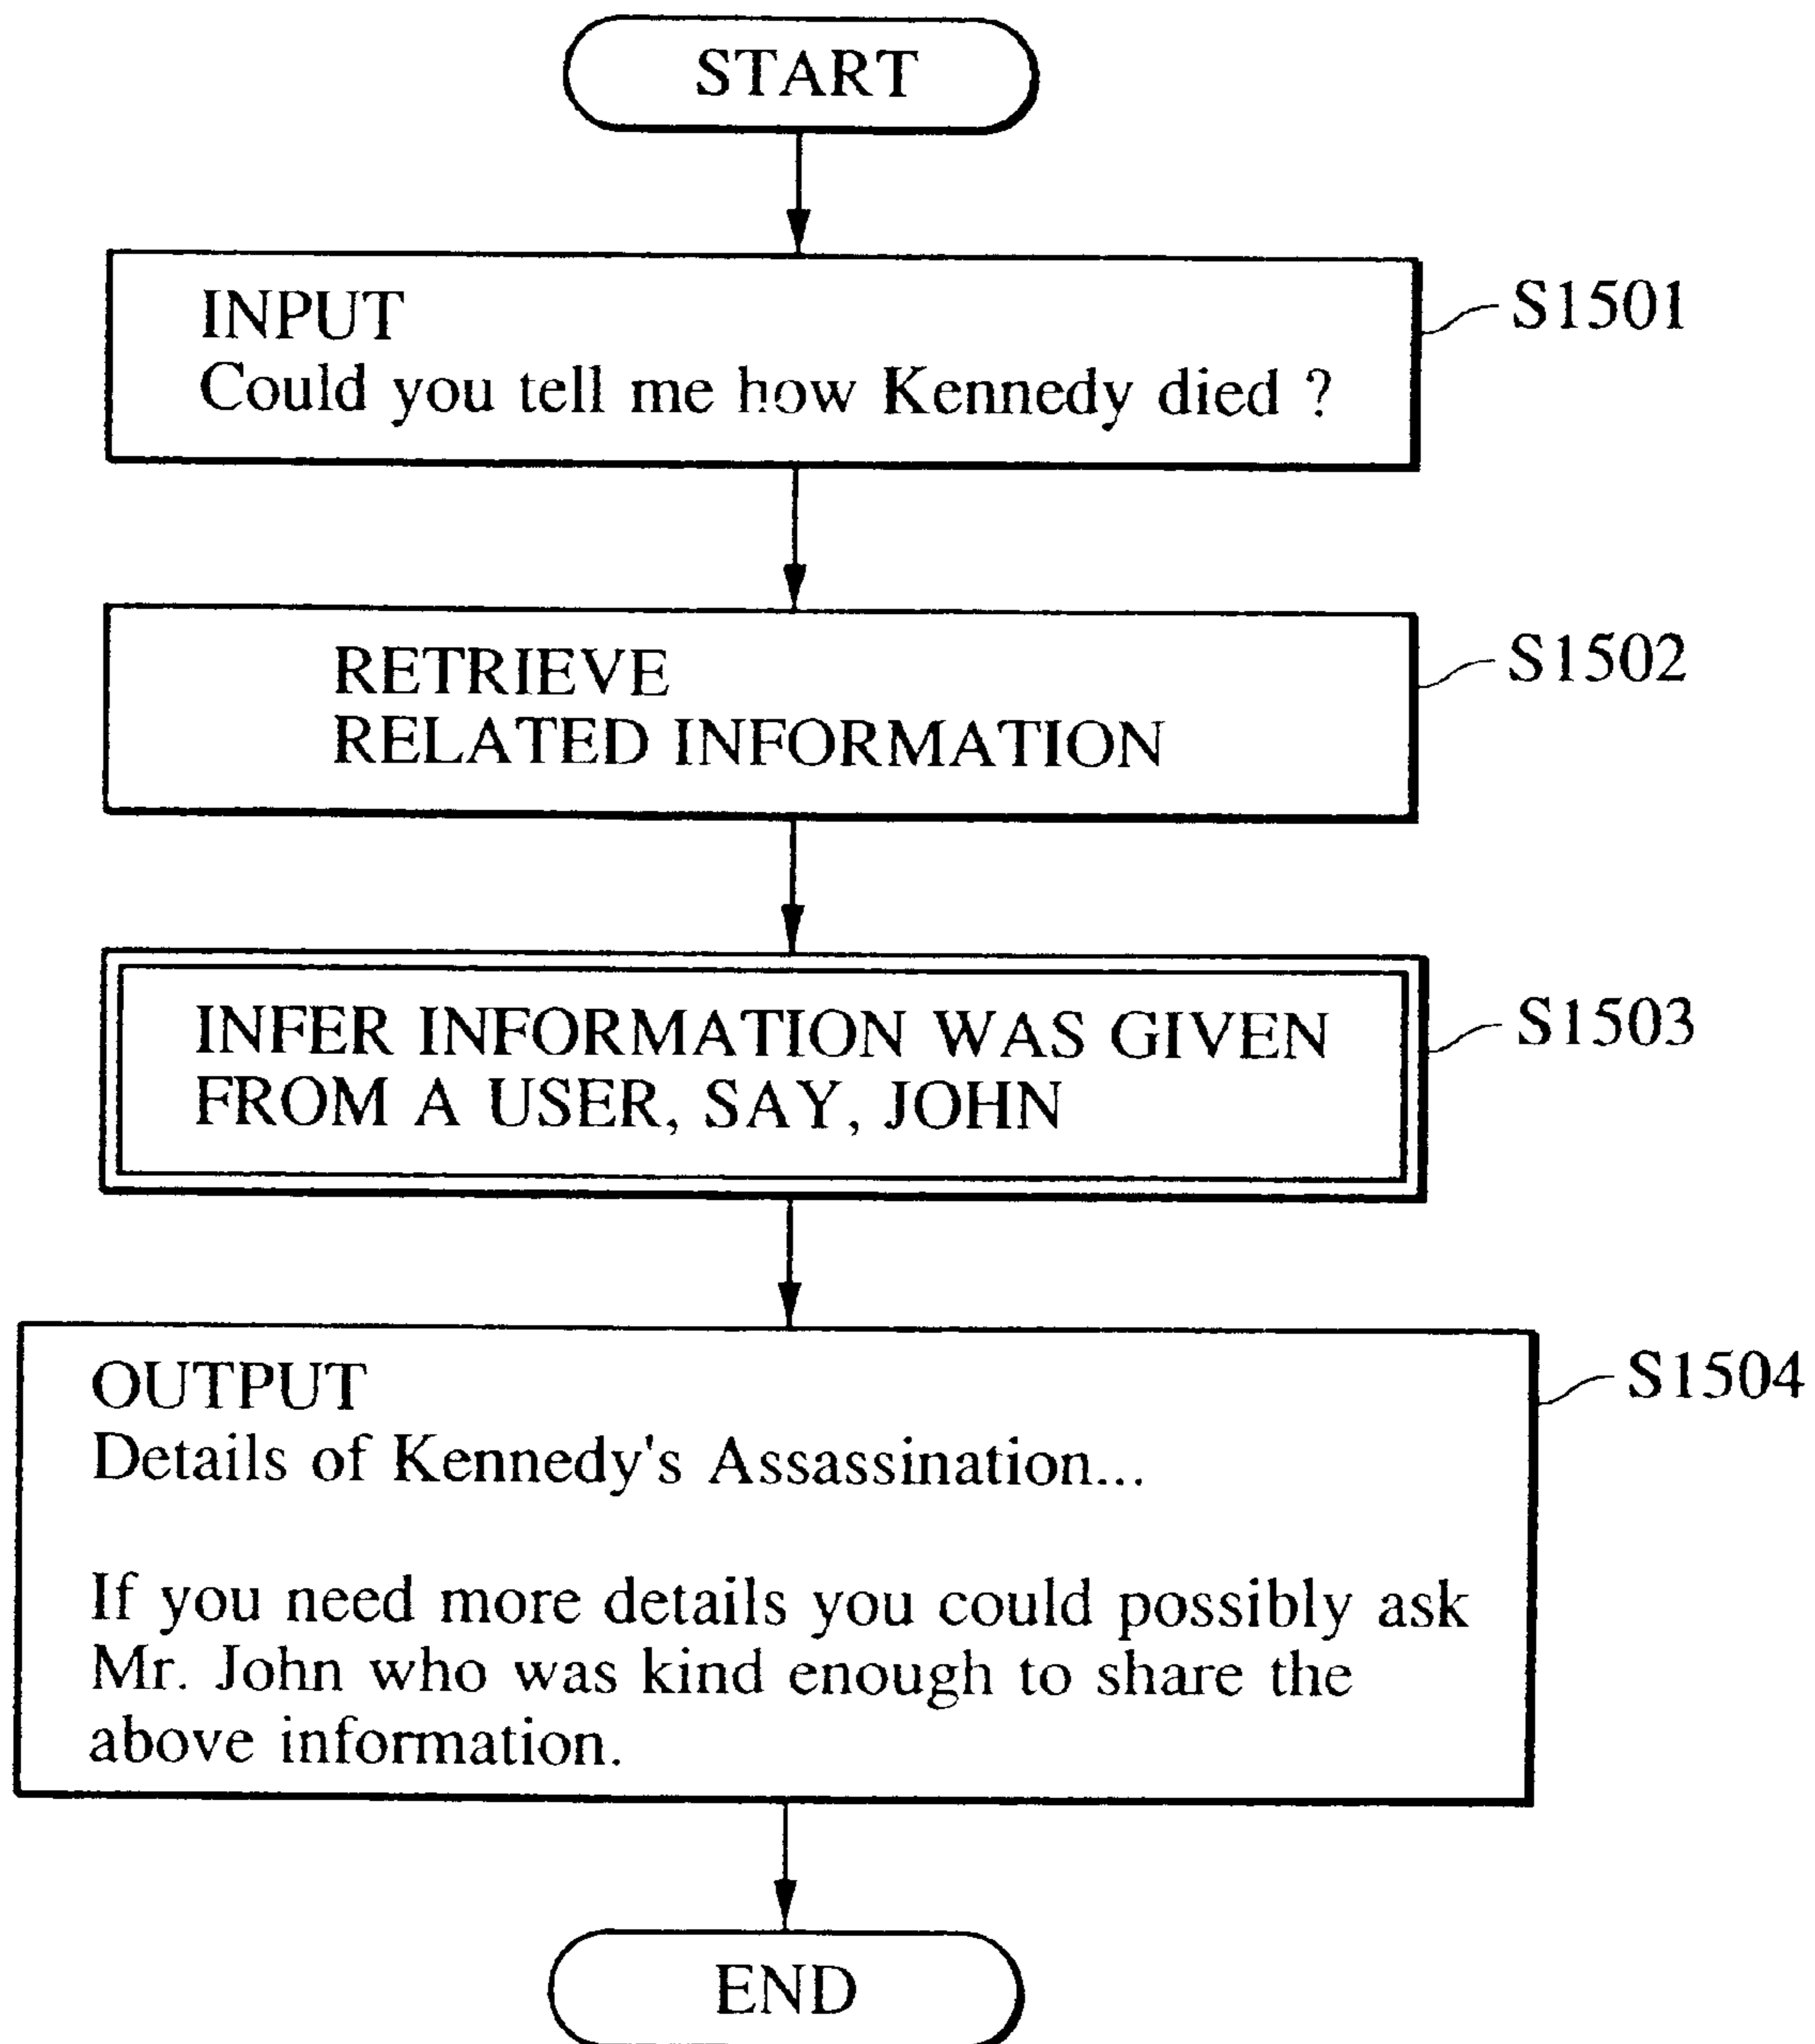 START
INPUT
Could you tell me how Kennedy died ?
S1501
RETRIEVE
RELATED INFORMATION
S1502
INFER INFORMATION WAS GIVEN
FROM A USER, SAY, JOHN
S1503
OUTPUT
Details of Kennedy's Assassination...
If you need more details you could possibly ask
Mr. John who was kind enough to share the
above information.
S1504
END